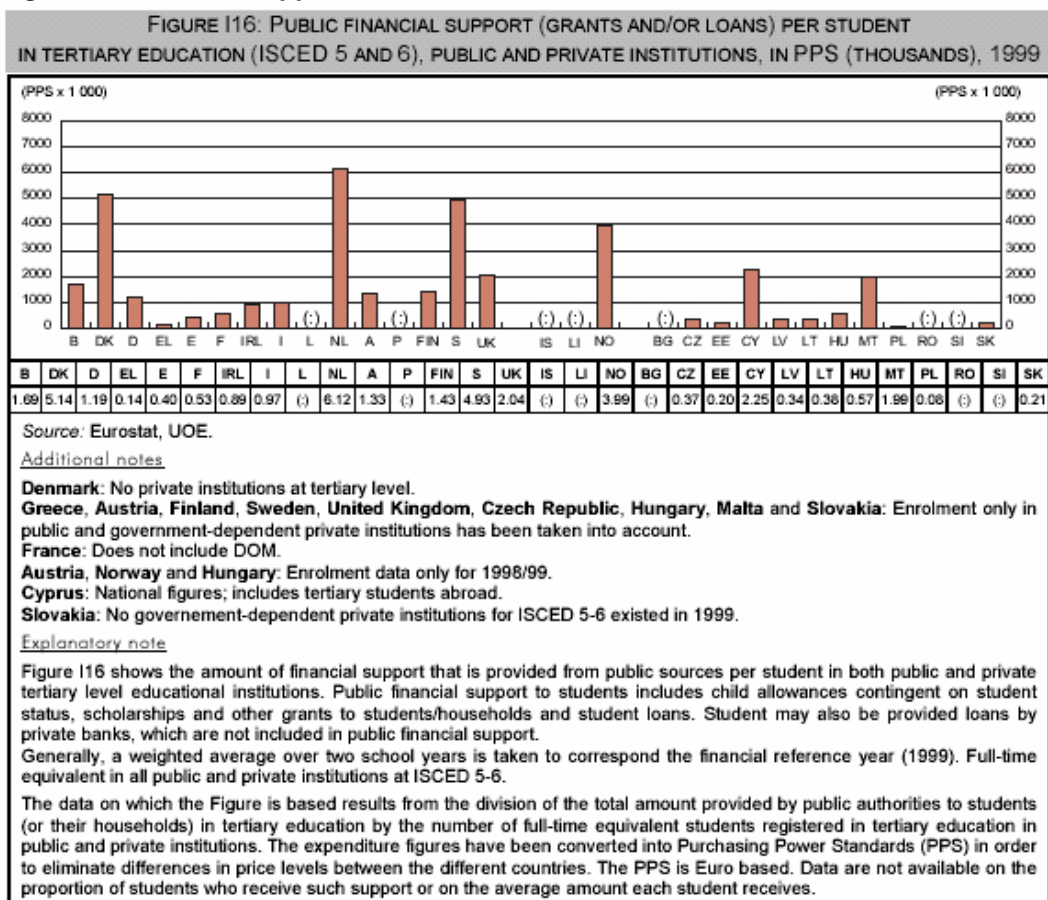 FIGURE I16: PUBLIC FINANCIAL SUPPORT (GRANTS AND/OR LOANS) PER STUDENT
IN TERTIARY EDUCATION (ISCED 5 AND 6), PUBLIC AND PRIVATE INSTITUTIONS, IN PPS (THOUSANDS), 1999
(PPS x 1 000) (PPS x 1 000)
8000 8000
7000 7000
6000 6000
5000 5000
4000 4000
3000 3000
2000 2000
1000 1000
0 (:) (:) (:) (:) (:) (:) (:) 0
B DK D EL E F IRL I L NL A P FIN S UK IS LI NO BG CZ EE CY LV LT HU MT PL RO SI SK
B DK D EL E F IRL I L NL A P FIN S UK IS LI NO BG CZ EE CY LV LT HU MT PL RO SI SK
1.69 5.14 1.19 0.14 0.40 0.53 0.89 0.97 (:) 6.12 1.33 (:) 1.43 4.93 2.04 (:) (:) 3.99 (:) 0.37 0.20 2.25 0.34 0.38 0.57 1.99 0.08 (:) (:) 0.21
Source: Eurostat, UOE.
Additional notes
Denmark: No private institutions at tertiary level.
Greece, Austria, Finland, Sweden, United Kingdom, Czech Republic, Hungary, Malta and Slovakia: Enrolment only in
public and government-dependent private institutions has been taken into account.
France: Does not include DOM.
Austria, Norway and Hungary: Enrolment data only for 1998/99.
Cyprus: National figures; includes tertiary students abroad.
Slovakia: No governement-dependent private institutions for ISCED 5-6 existed in 1999.
Explanatory note
Figure I16 shows the amount of financial support that is provided from public sources per student in both public and private
tertiary level educational institutions. Public financial support to students includes child allowances contingent on student
status, scholarships and other grants to students/households and student loans. Student may also be provided loans by
private banks, which are not included in public financial support.
Generally, a weighted average over two school years is taken to correspond the financial reference year (1999). Full-time
equivalent in all public and private institutions at ISCED 5-6.
The data on which the Figure is based results from the division of the total amount provided by public authorities to students
(or their households) in tertiary education by the number of full-time equivalent students registered in tertiary education in
public and private institutions. The expenditure figures have been converted into Purchasing Power Standards (PPS) in order
to eliminate differences in price levels between the different countries. The PPS is Euro based. Data are not available on the
proportion of students who receive such support or on the average amount each student receives.